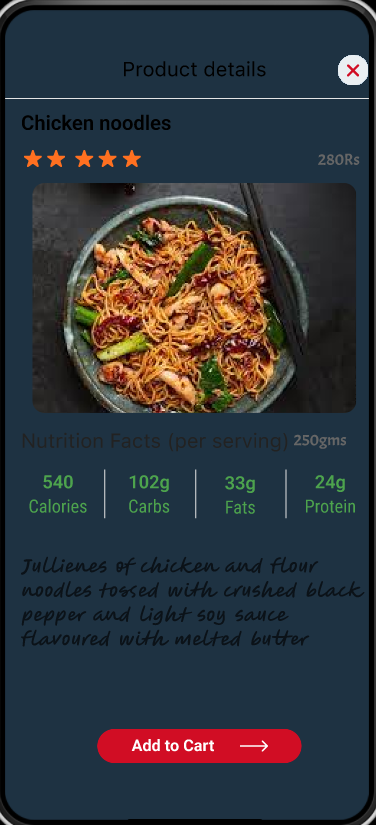 Product details
Chicken noodles
280Rs
Nutrition Facts (per serving) 250gms
540 102g 33g 24g
Calories Carbs Fats Protein
Jullienes of chicken and flour
noodles tossed with crushed black
pepper and light soy sauce
flavoured with melted butter
Add to Cart